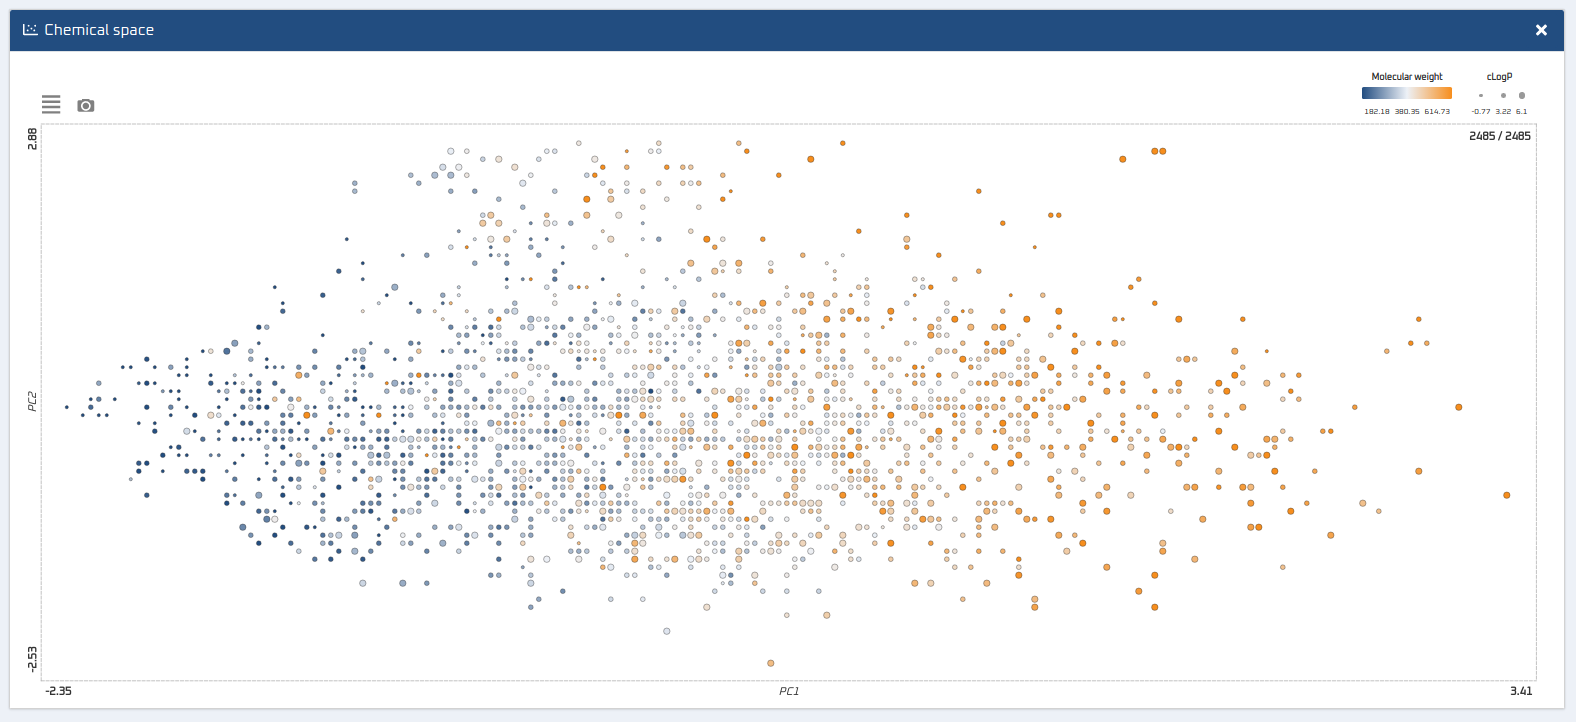 Chemical space
Molecular weight
cLogP
182.18 380.35 614.73
-0.77 3.22 6.1
2.88
2485 / 2485
PC2
-2.53
-2.35
PC1
3.41